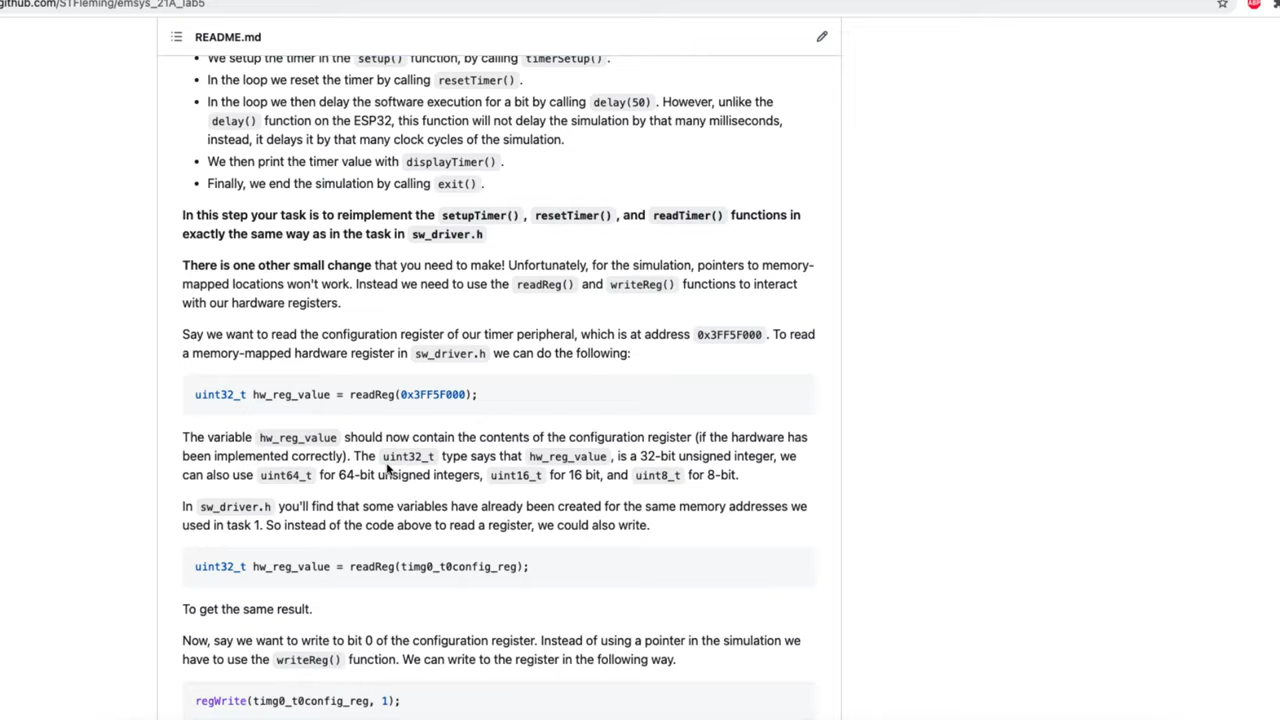 github.com/STFleming/emsys_21A_lab5
README.md
We setup the timer in the setup() function, by calling timerSetup().
In the loop we reset the timer by calling resetTimer() .
In the loop we then delay the software execution for a bit by calling delay(50) . However, unlike the
delay() function on the ESP32, this function will not delay the simulation by that many milliseconds,
instead, it delays it by that many clock cycles of the simulation.
We then print the timer value with displayTimer() .
Finally, we end the simulation by calling exit() .
In this step your task is to reimplement the setupTimer() , resetTimer() , and readTimer() functions in
exactly the same way as in the task in sw_driver.h
There is one other small change that you need to make! Unfortunately, for the simulation, pointers to memory-
mapped locations won't work. Instead we need to use the readReg() and writeReg() functions to interact
with our hardware registers.
Say we want to read the configuration register of our timer peripheral, which is at address 0x3FF5F000 . To read
a memory-mapped hardware register in sw_driver.h we can do the following:
uint32_t hw_reg_value = readReg(0x3FF5F000);
The variable hw_reg_value should now contain the contents of the configuration register (if the hardware has
been implemented correctly). The uint32_t type says that hw_reg_value , is a 32-bit unsigned integer, we
can also use uint64_t for 64-bit unsigned integers, uint16_t for 16 bit, and uint8_t for 8-bit.
In sw_driver.h you'll find that some variables have already been created for the same memory addresses we
used in task 1. So instead of the code above to read a register, we could also write.
uint32_t hw_reg_value = readReg(timg0_t0config_reg);
To get the same result.
Now, say we want to write to bit 0 of the configuration register. Instead of using a pointer in the simulation we
have to use the writeReg() function. We can write to the register in the following way.
regWrite(timg0_t0config_reg, 1);